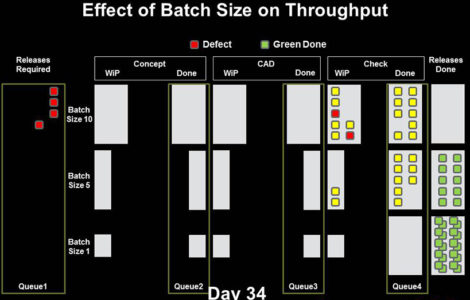 Effect of Batch Size on Throughput
Defect Green Done
Releases
Required
Concept
CAD
Check
Releases
Done
WiP Done WiP Done WiP Done
Batch
Size 10
Batch
Size 5
Batch
Size 1
Queue1 Queue2 Queue3 Queue4
Day 34